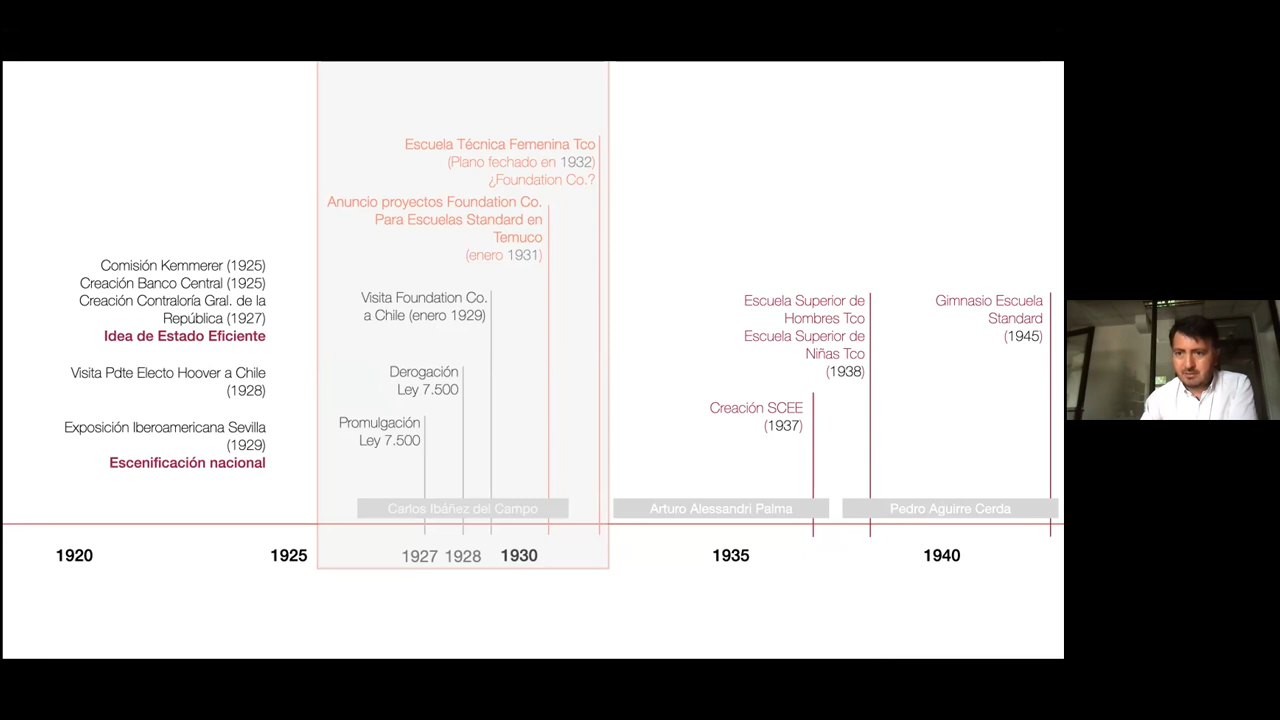 Escuela Técnica Femenina Tco
(Plano fechado en 1932)
¿Foundation Co.?
Anuncio proyectos Foundation Co.
Para Escuelas Standard en
Temuco
(enero 1931)
Comisión Kemmerer (1925)
Creación Banco Central (1925)
Creación Contraloría Gral. de la
República (1927)
Idea de Estado Eficiente
Visita Pdte Electo Hoover a Chile
(1928)
Exposición Iberoamericana Sevilla
(1929)
Escenificación nacional
Visita Foundation Co.
a Chile (enero 1929)
Derogación
Ley 7.500
Promulgación
Ley 7.500
Escuela Superior de
Hombres Tco
Escuela Superior de
Niñas Tco
(1938)
Creación SCEE
(1937)
Gimnasio Escuela
Standard
(1945)
Carlos Ibáñez del Campo
Arturo Alessandri Palma
Pedro Aguirre Cerda
1920
1925
1927
1928
1930
1935
1940